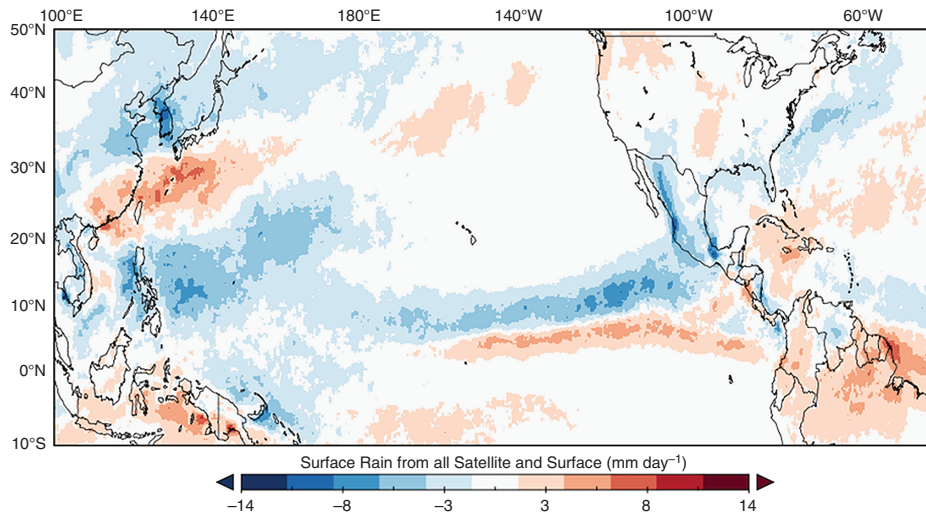 100°E 140°E 180°E 140°W 100°W 60°W
50°N
40°N
30°N
20°N
10°N
0°N
10°S
Surface Rain from all Satellite and Surface (mm day⁻¹)
−14 −8 −3 3 8 14